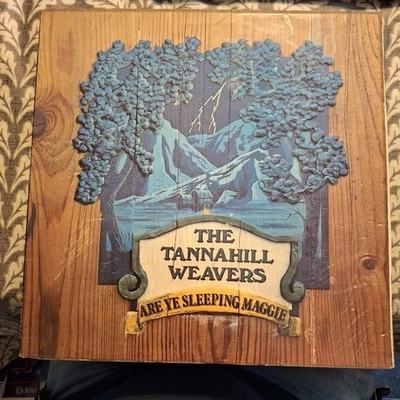 THE
TANNAHILL
WEAVERS
ARE YE SLEEPING MAGGIE